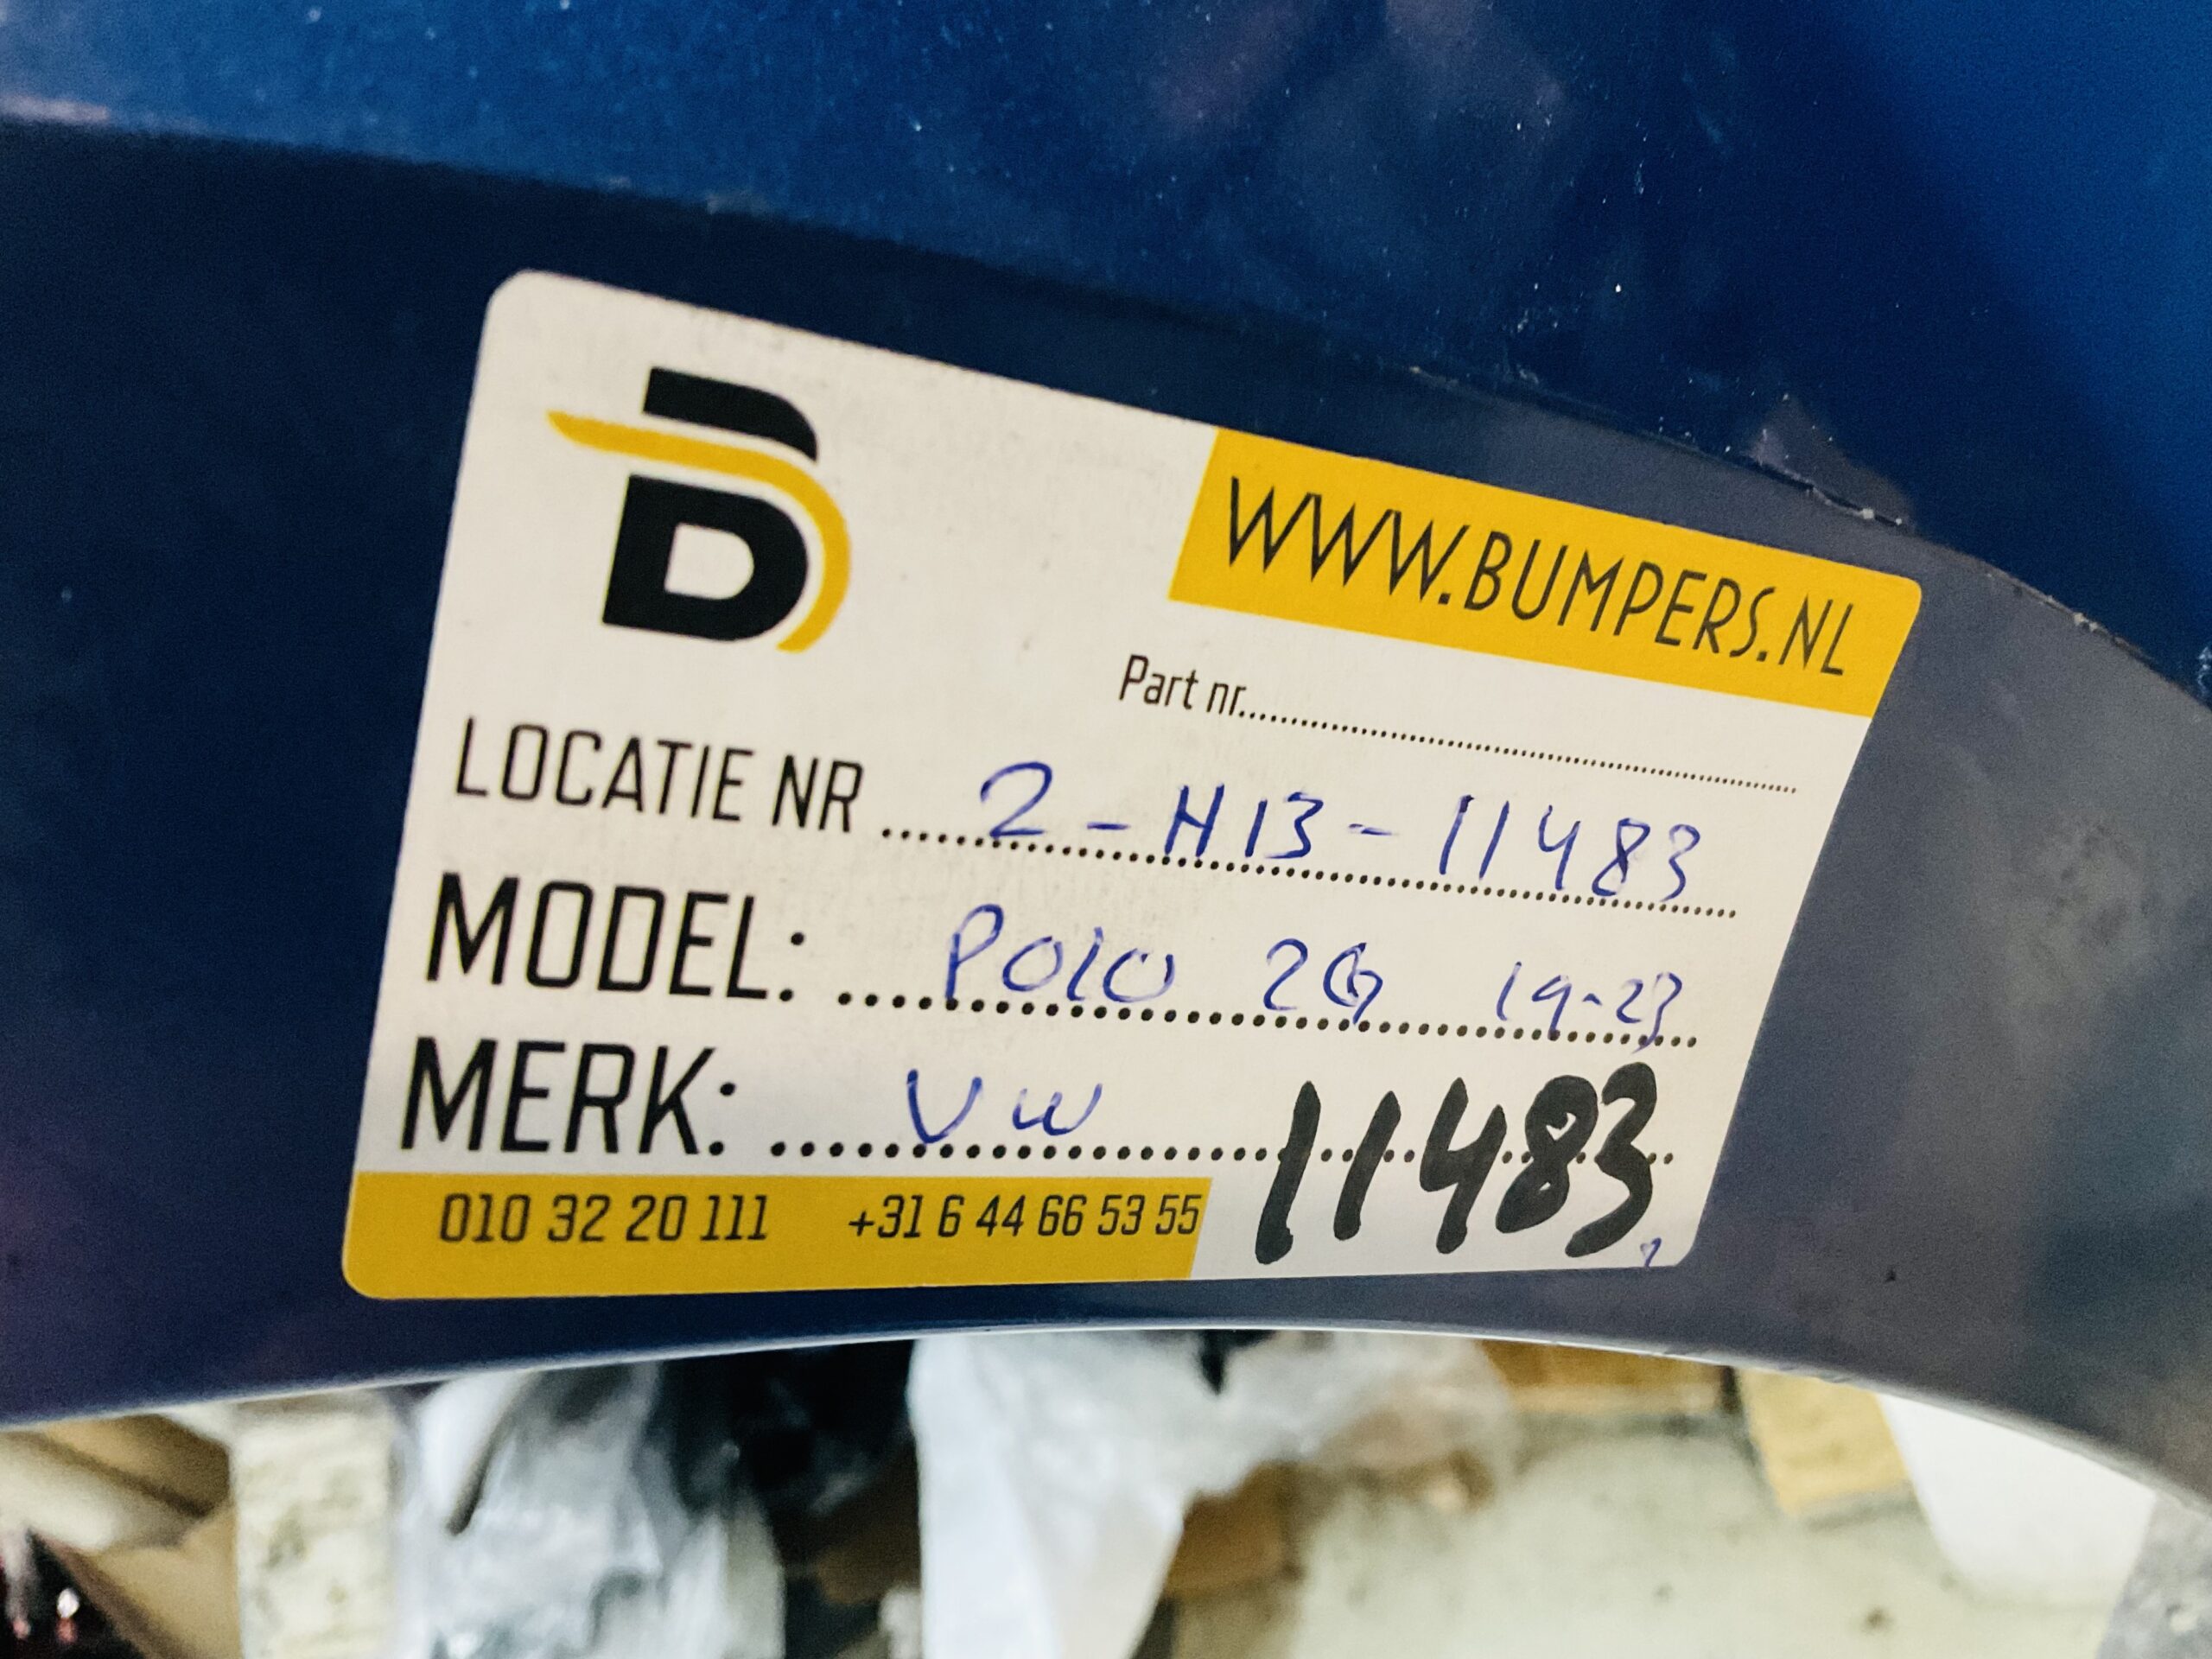 B
WWW.BUMPERS.NL
Part nr..............................
LOCATIE NR ..... 2 - H13 - 11483
MODEL: ..... Polo 2G 19-23
MERK: ..... VW 11483
010 32 20 111 +31 6 44 66 53 55